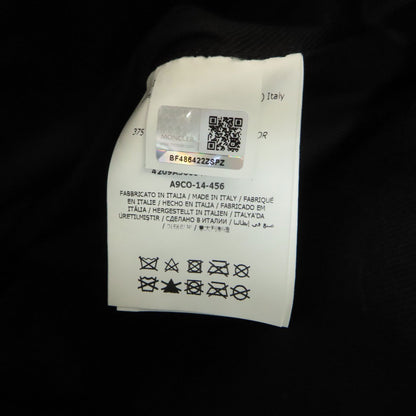 ) Italy
375
OR
MONCLER
BF486422ZSPZ
A9CO-14-456
FABBRICATO IN ITALIA / MADE IN ITALY / FABRIQUÉ
EN ITALIE / HECHO EN ITALIA / FABRICADO EM
ITÁLIA / HERGESTELLT IN ITALIEN / ITALYA'DA
ÜRETİLMİŞTİR / СДЕЛАНО В ИТАЛИИ / صنع في إيطاليا